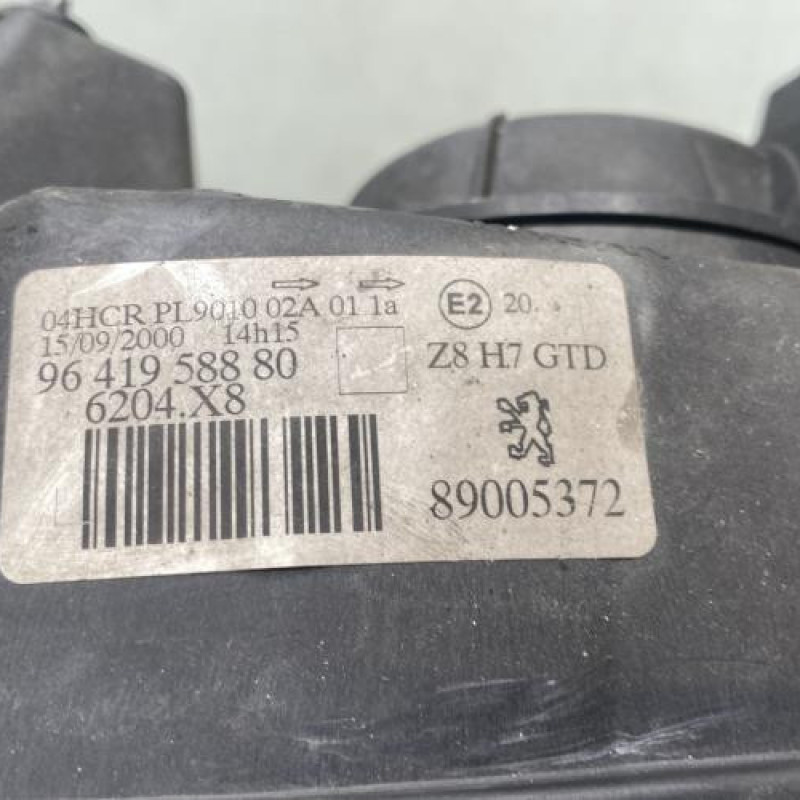 04HCR PL9010 02A 01 1a
E2 20.
15/09/2000 14h15
96 419 588 80
Z8 H7 GTD
6204.X8
89005372